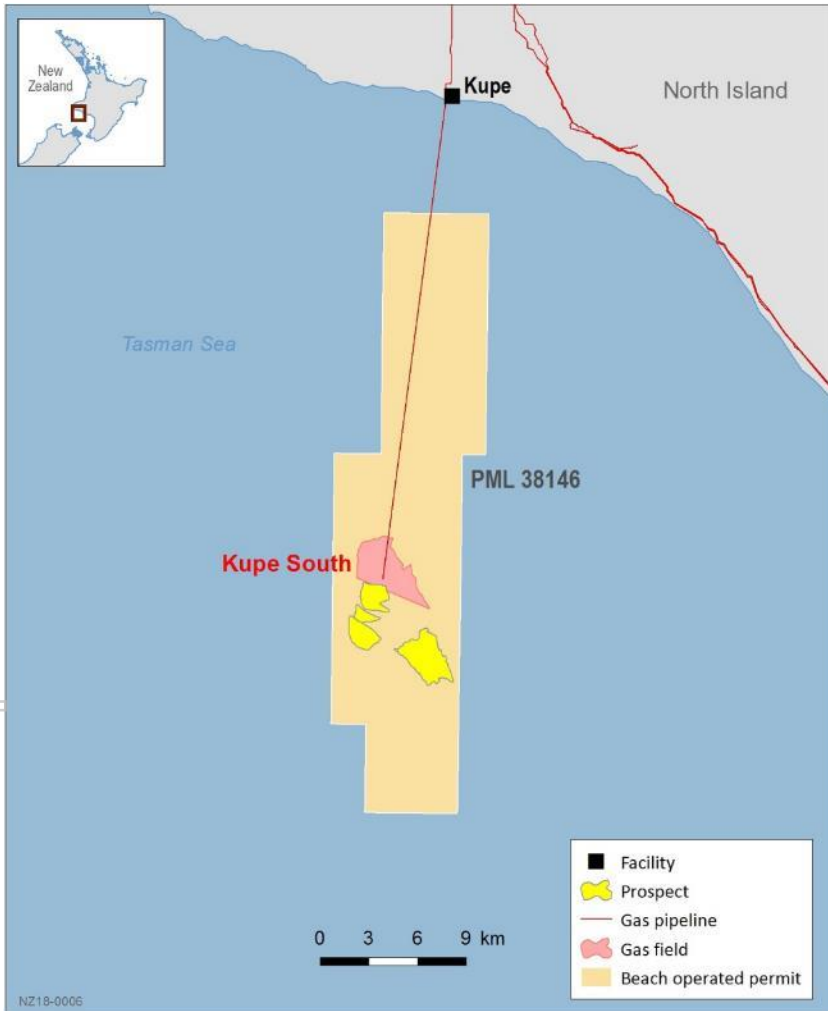 New
Zealand
Kupe
North Island
Tasman Sea
PML 38146
Kupe South
Facility
Prospect
0 3 6 9 km
Gas pipeline
Gas field
Beach operated permit
NZ18-0006